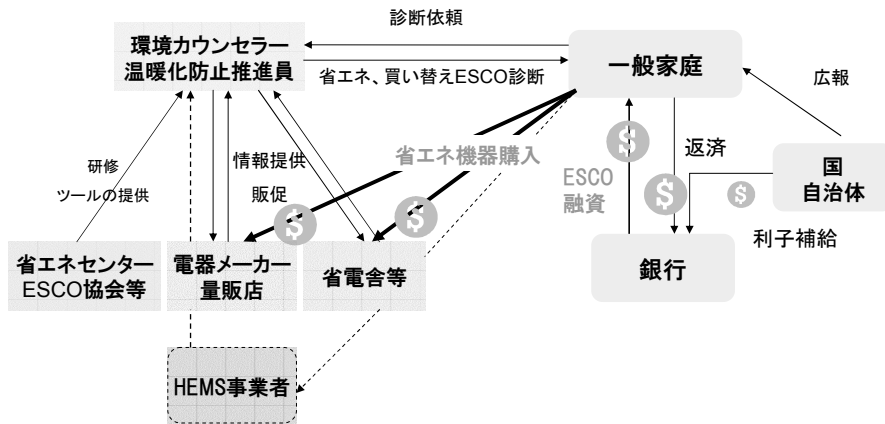 診断依頼
環境カウンセラー
温暖化防止推進員
省エネ、買い替えESCO診断
一般家庭
広報
研修
ツールの提供
情報提供
販促
省エネ機器購入
$
$
$
ESCO
融資
$
返済
$
国
自治体
利子補給
省エネセンター
ESCO協会等
電器メーカー
量販店
省電舎等
銀行
HEMS事業者